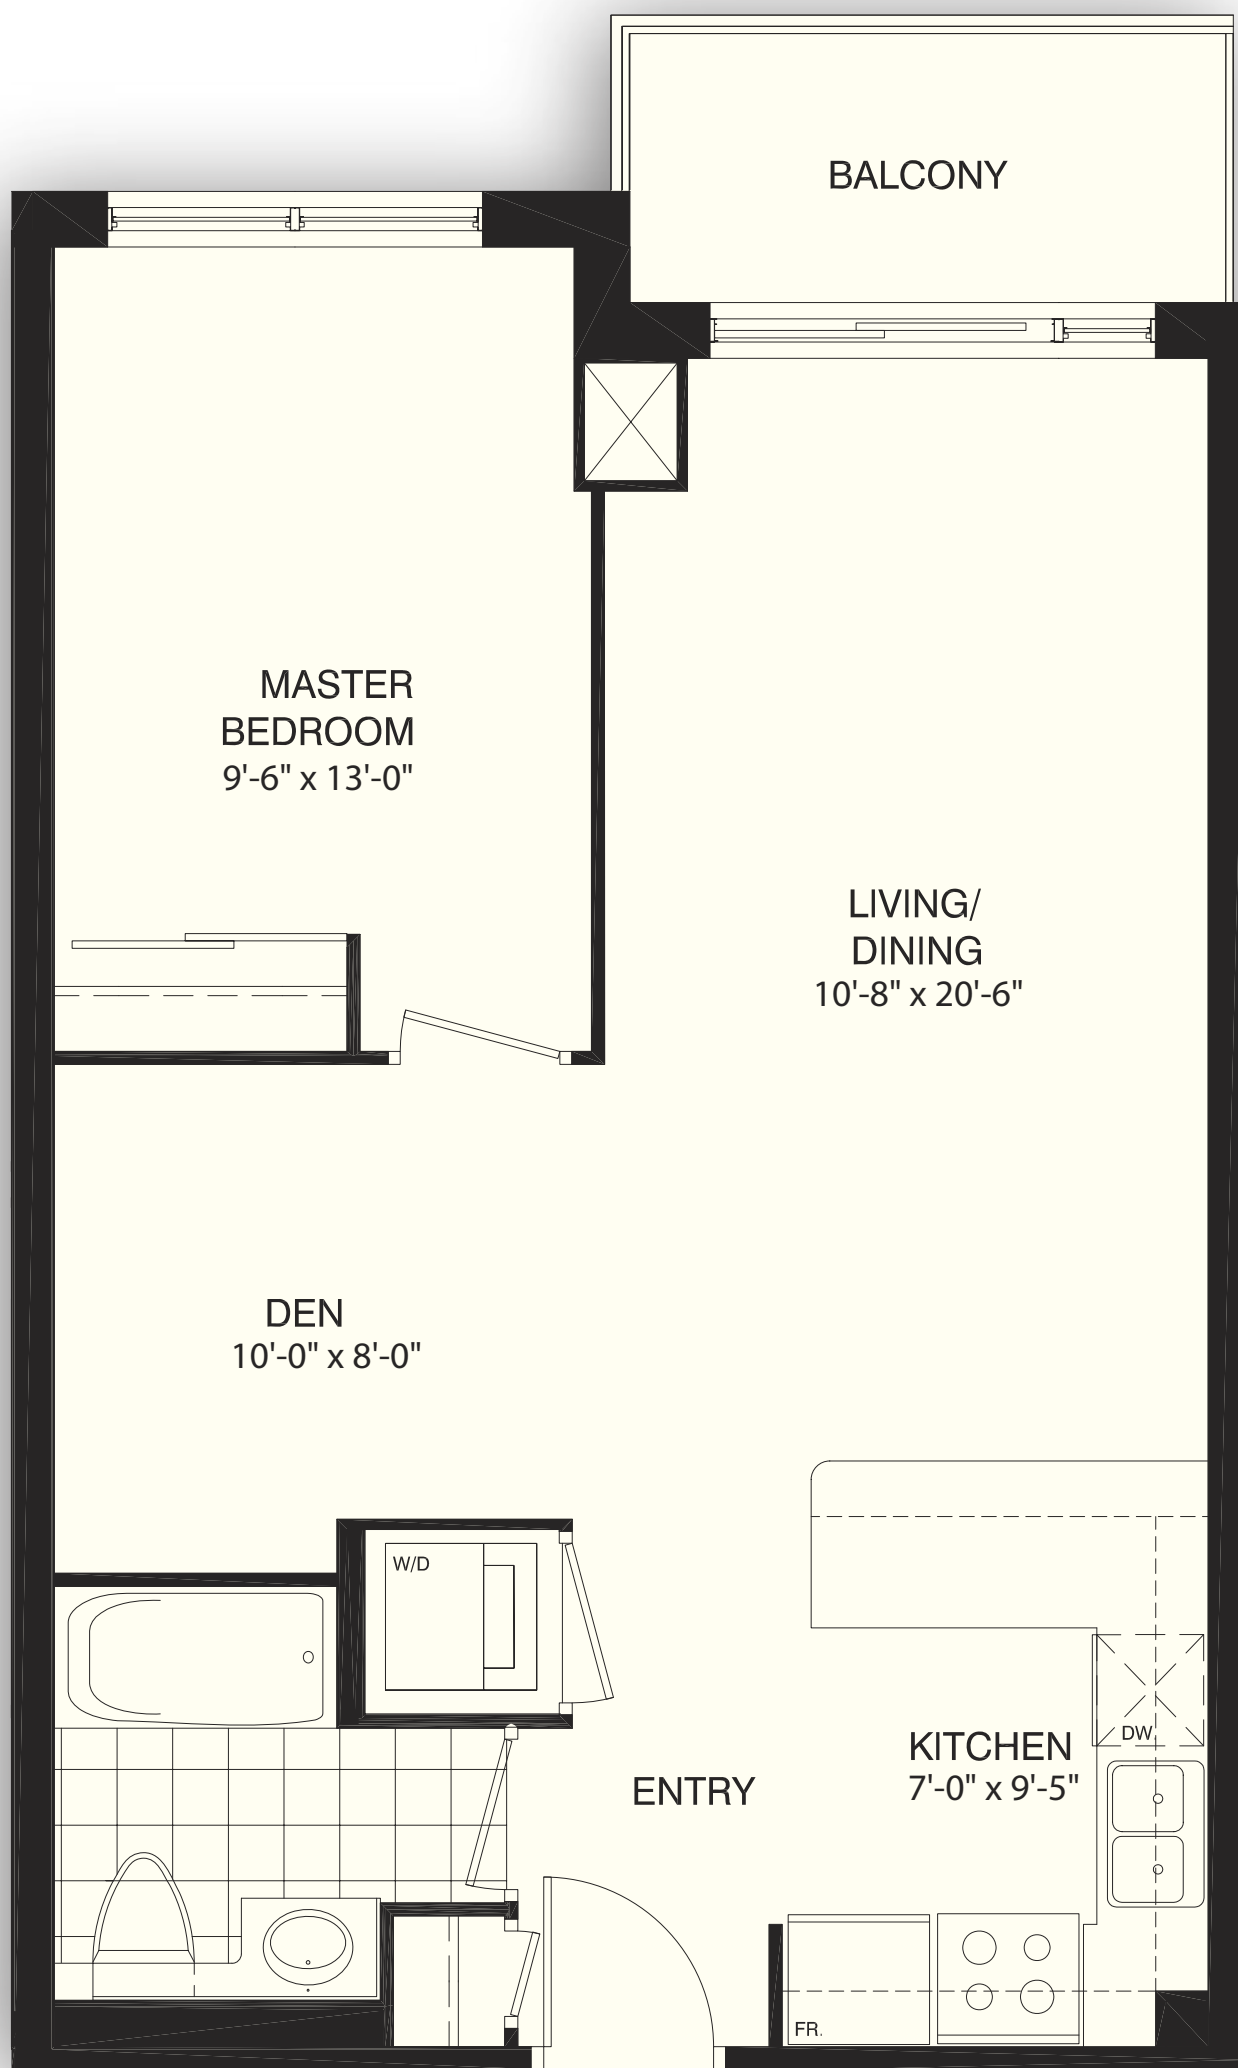 BALCONY
MASTER
BEDROOM
9'-6" x 13'-0"
LIVING/
DINING
10'-8" x 20'-6"
DEN
10'-0" x 8'-0"
W/D
DW
KITCHEN
7'-0" x 9'-5"
ENTRY
FR.